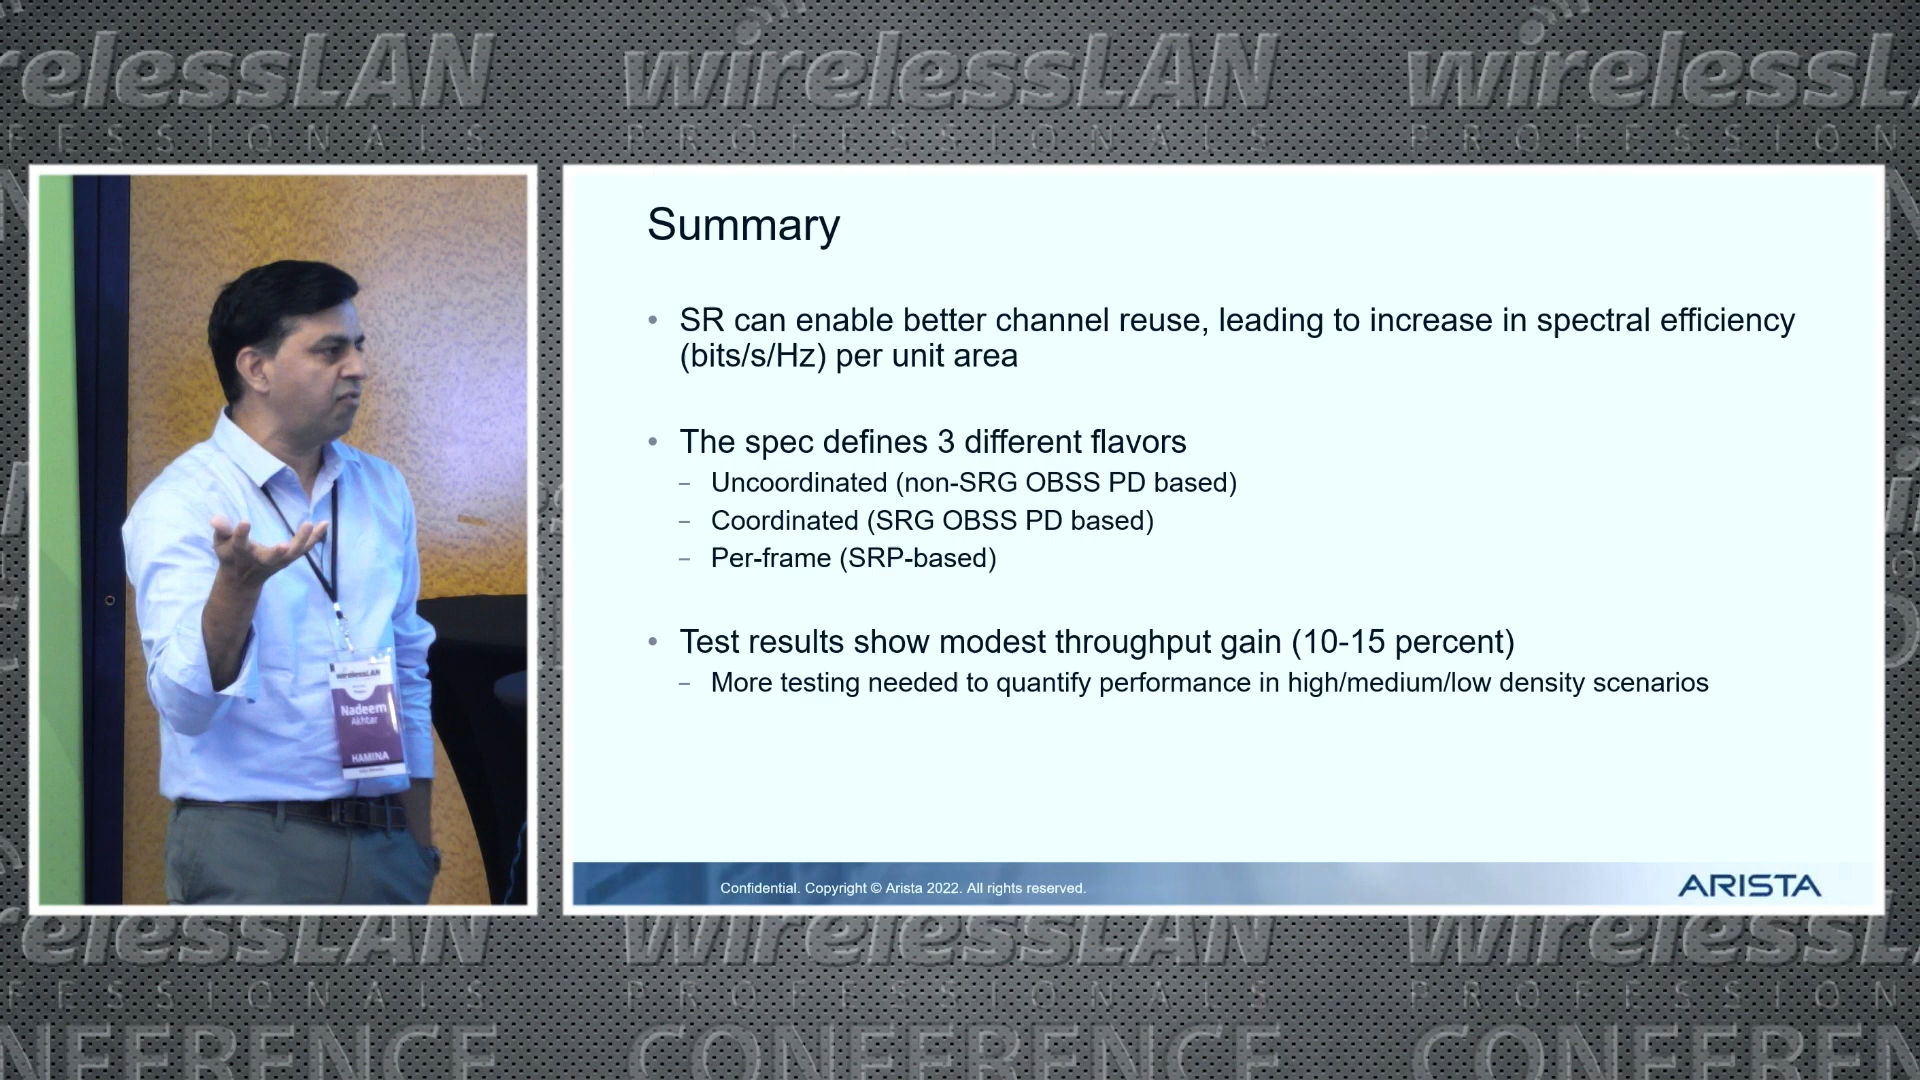 wirelessLAN
PROFESSIONALS
Summary
• SR can enable better channel reuse, leading to increase in spectral efficiency
(bits/s/Hz) per unit area
• The spec defines 3 different flavors
– Uncoordinated (non-SRG OBSS PD based)
– Coordinated (SRG OBSS PD based)
– Per-frame (SRP-based)
• Test results show modest throughput gain (10-15 percent)
– More testing needed to quantify performance in high/medium/low density scenarios
Confidential. Copyright © Arista 2022. All rights reserved.
ARISTA
wirelessLAN
Nadeem
Akhtar
HAMINA
wirelessLAN
PROFESSIONALS
CONFERENCE